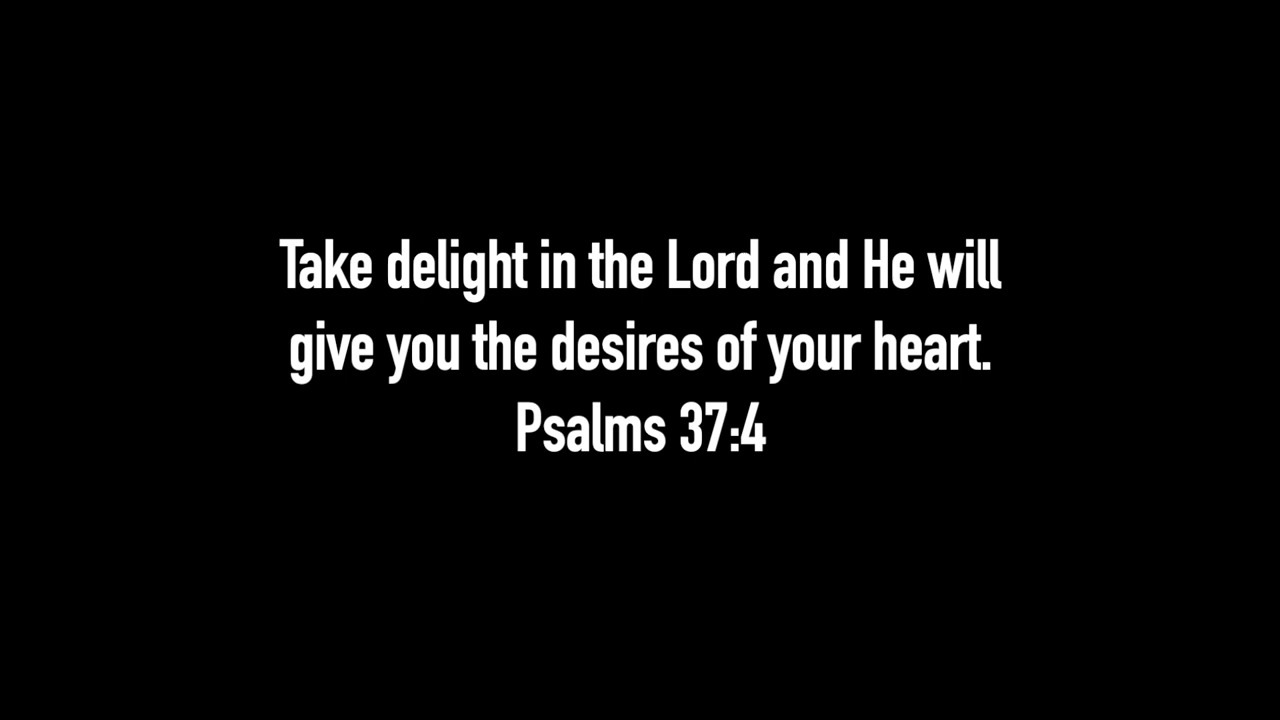 Take delight in the Lord and He will
give you the desires of your heart.
Psalms 37:4